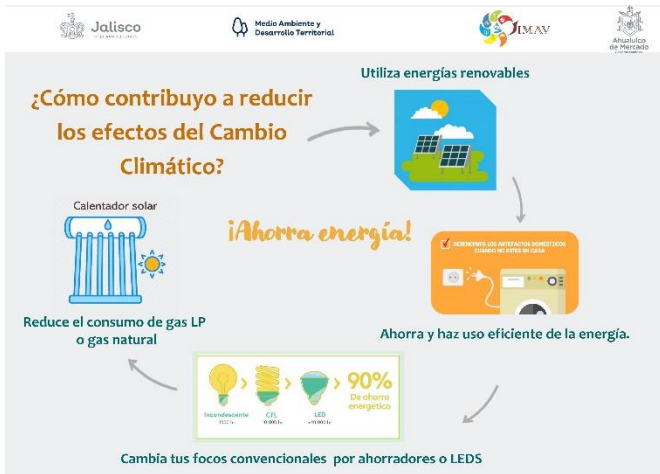 Jalisco
Medio Ambiente y
Desarrollo Territorial
JIMAV
Ahualulco
de Mercado
¿Cómo contribuyo a reducir
los efectos del Cambio
Climático?
Utiliza energías renovables
DESENCHUFA LOS ARTEFACTOS DOMÉSTICOS
CUANDO NO ESTES EN CASA
Ahorra y haz uso eficiente de la energía.
¡Ahorra energía!
Incandescente
CFL
LED
90%
De ahorro
energético
Cambia tus focos convencionales por ahorradores o LEDS
Calentador solar
Reduce el consumo de gas LP
o gas natural